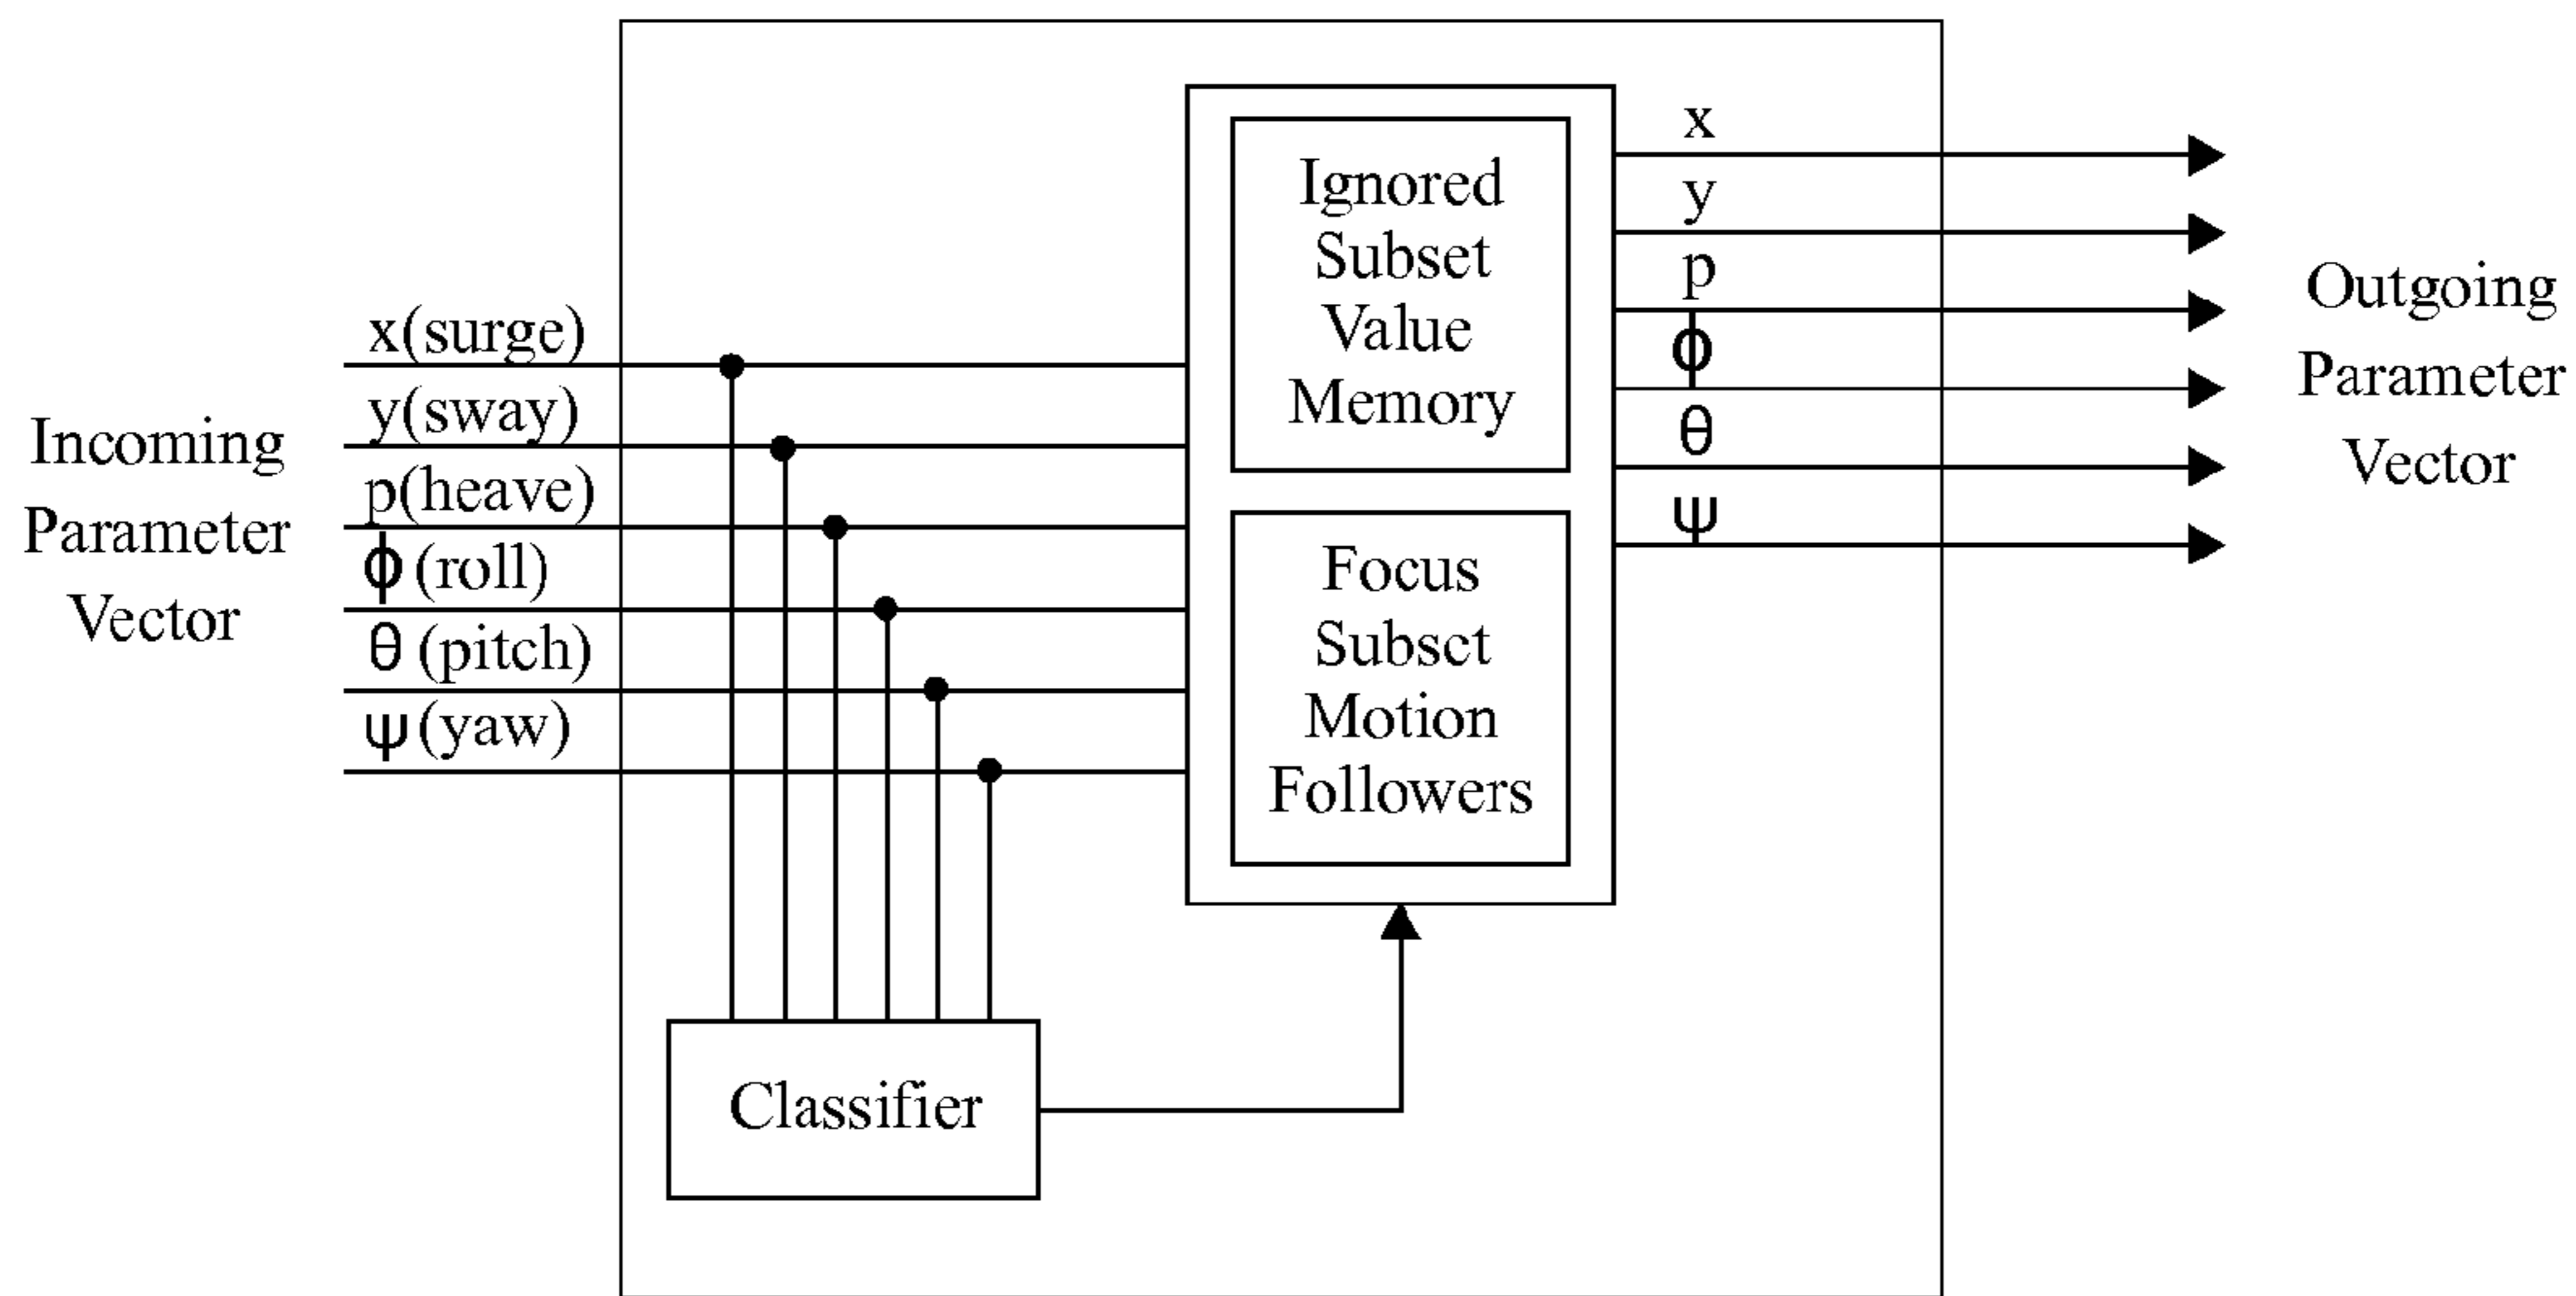 Incoming
Parameter
Vector
x(surge)
y(sway)
p(heave)
ϕ (roll)
θ (pitch)
ψ (yaw)
Ignored
Subset
Value
Memory
Focus
Subset
Motion
Followers
Classifier
x
y
p
ϕ
θ
ψ
Outgoing
Parameter
Vector